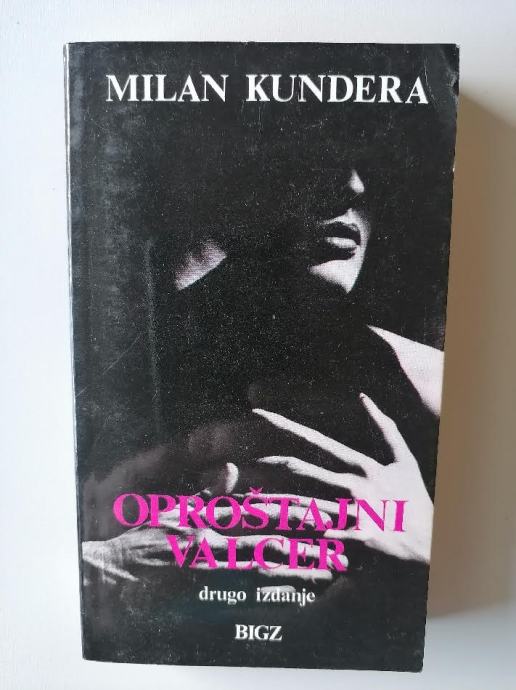 MILAN KUNDERA
OPROŠTAJNI
VALCER
drugo izdanje
BIGZ